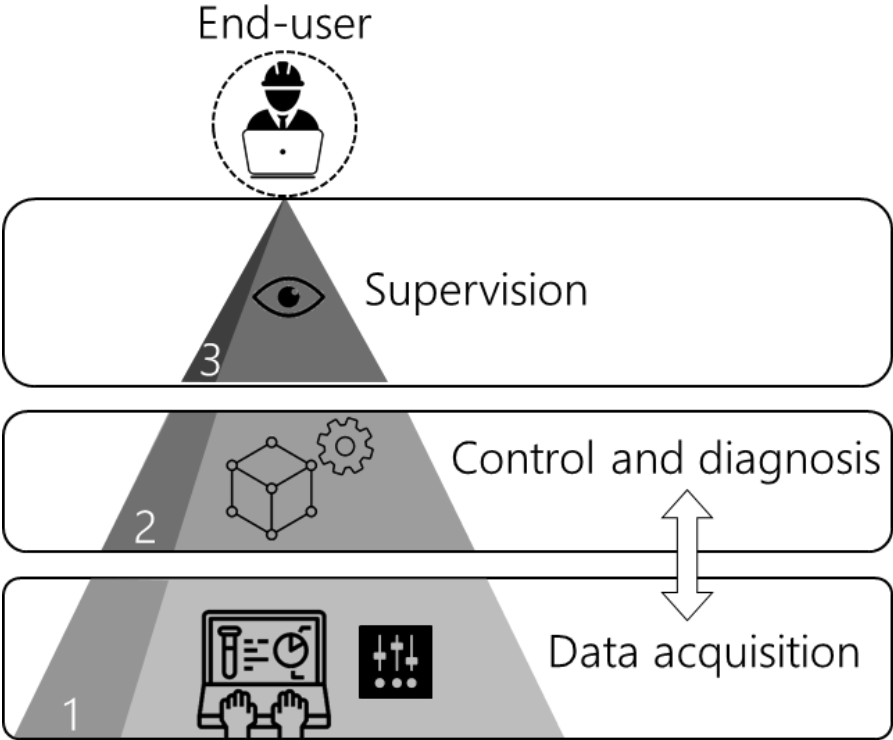 End-user
Supervision
3
Control and diagnosis
2
Data acquisition
1